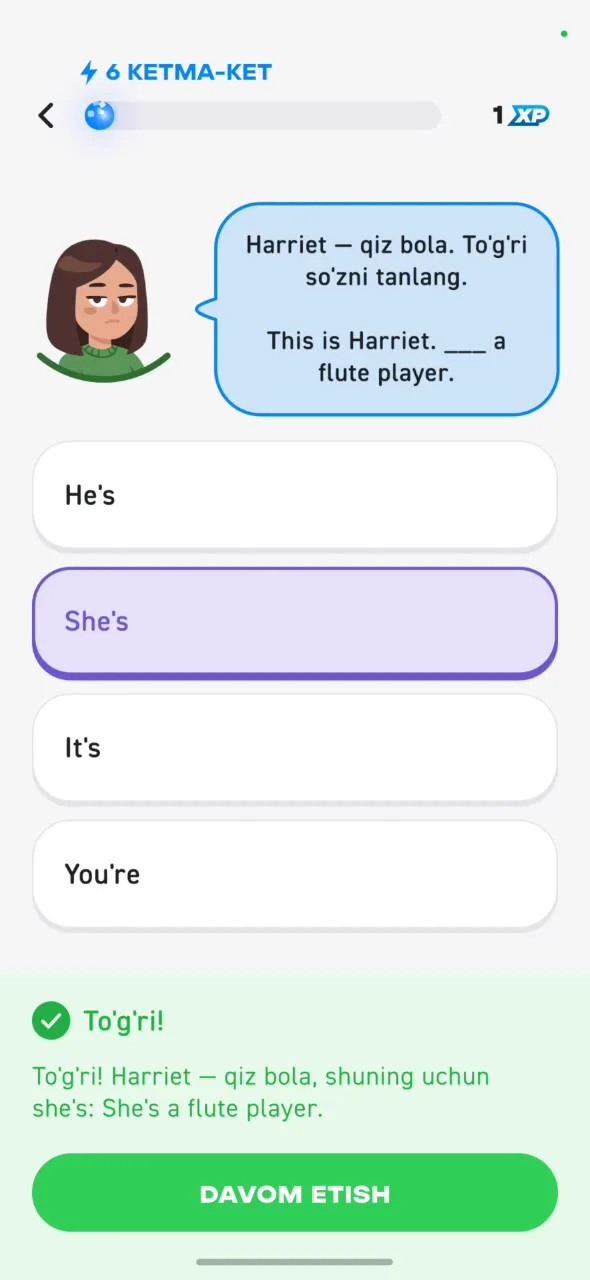 6 KETMA-KET
1 XP
Harriet — qiz bola. To'g'ri
so'zni tanlang.
This is Harriet. ___ a
flute player.
He's
She's
It's
You're
To'g'ri!
To'g'ri! Harriet — qiz bola, shuning uchun
she's: She's a flute player.
DAVOM ETISH